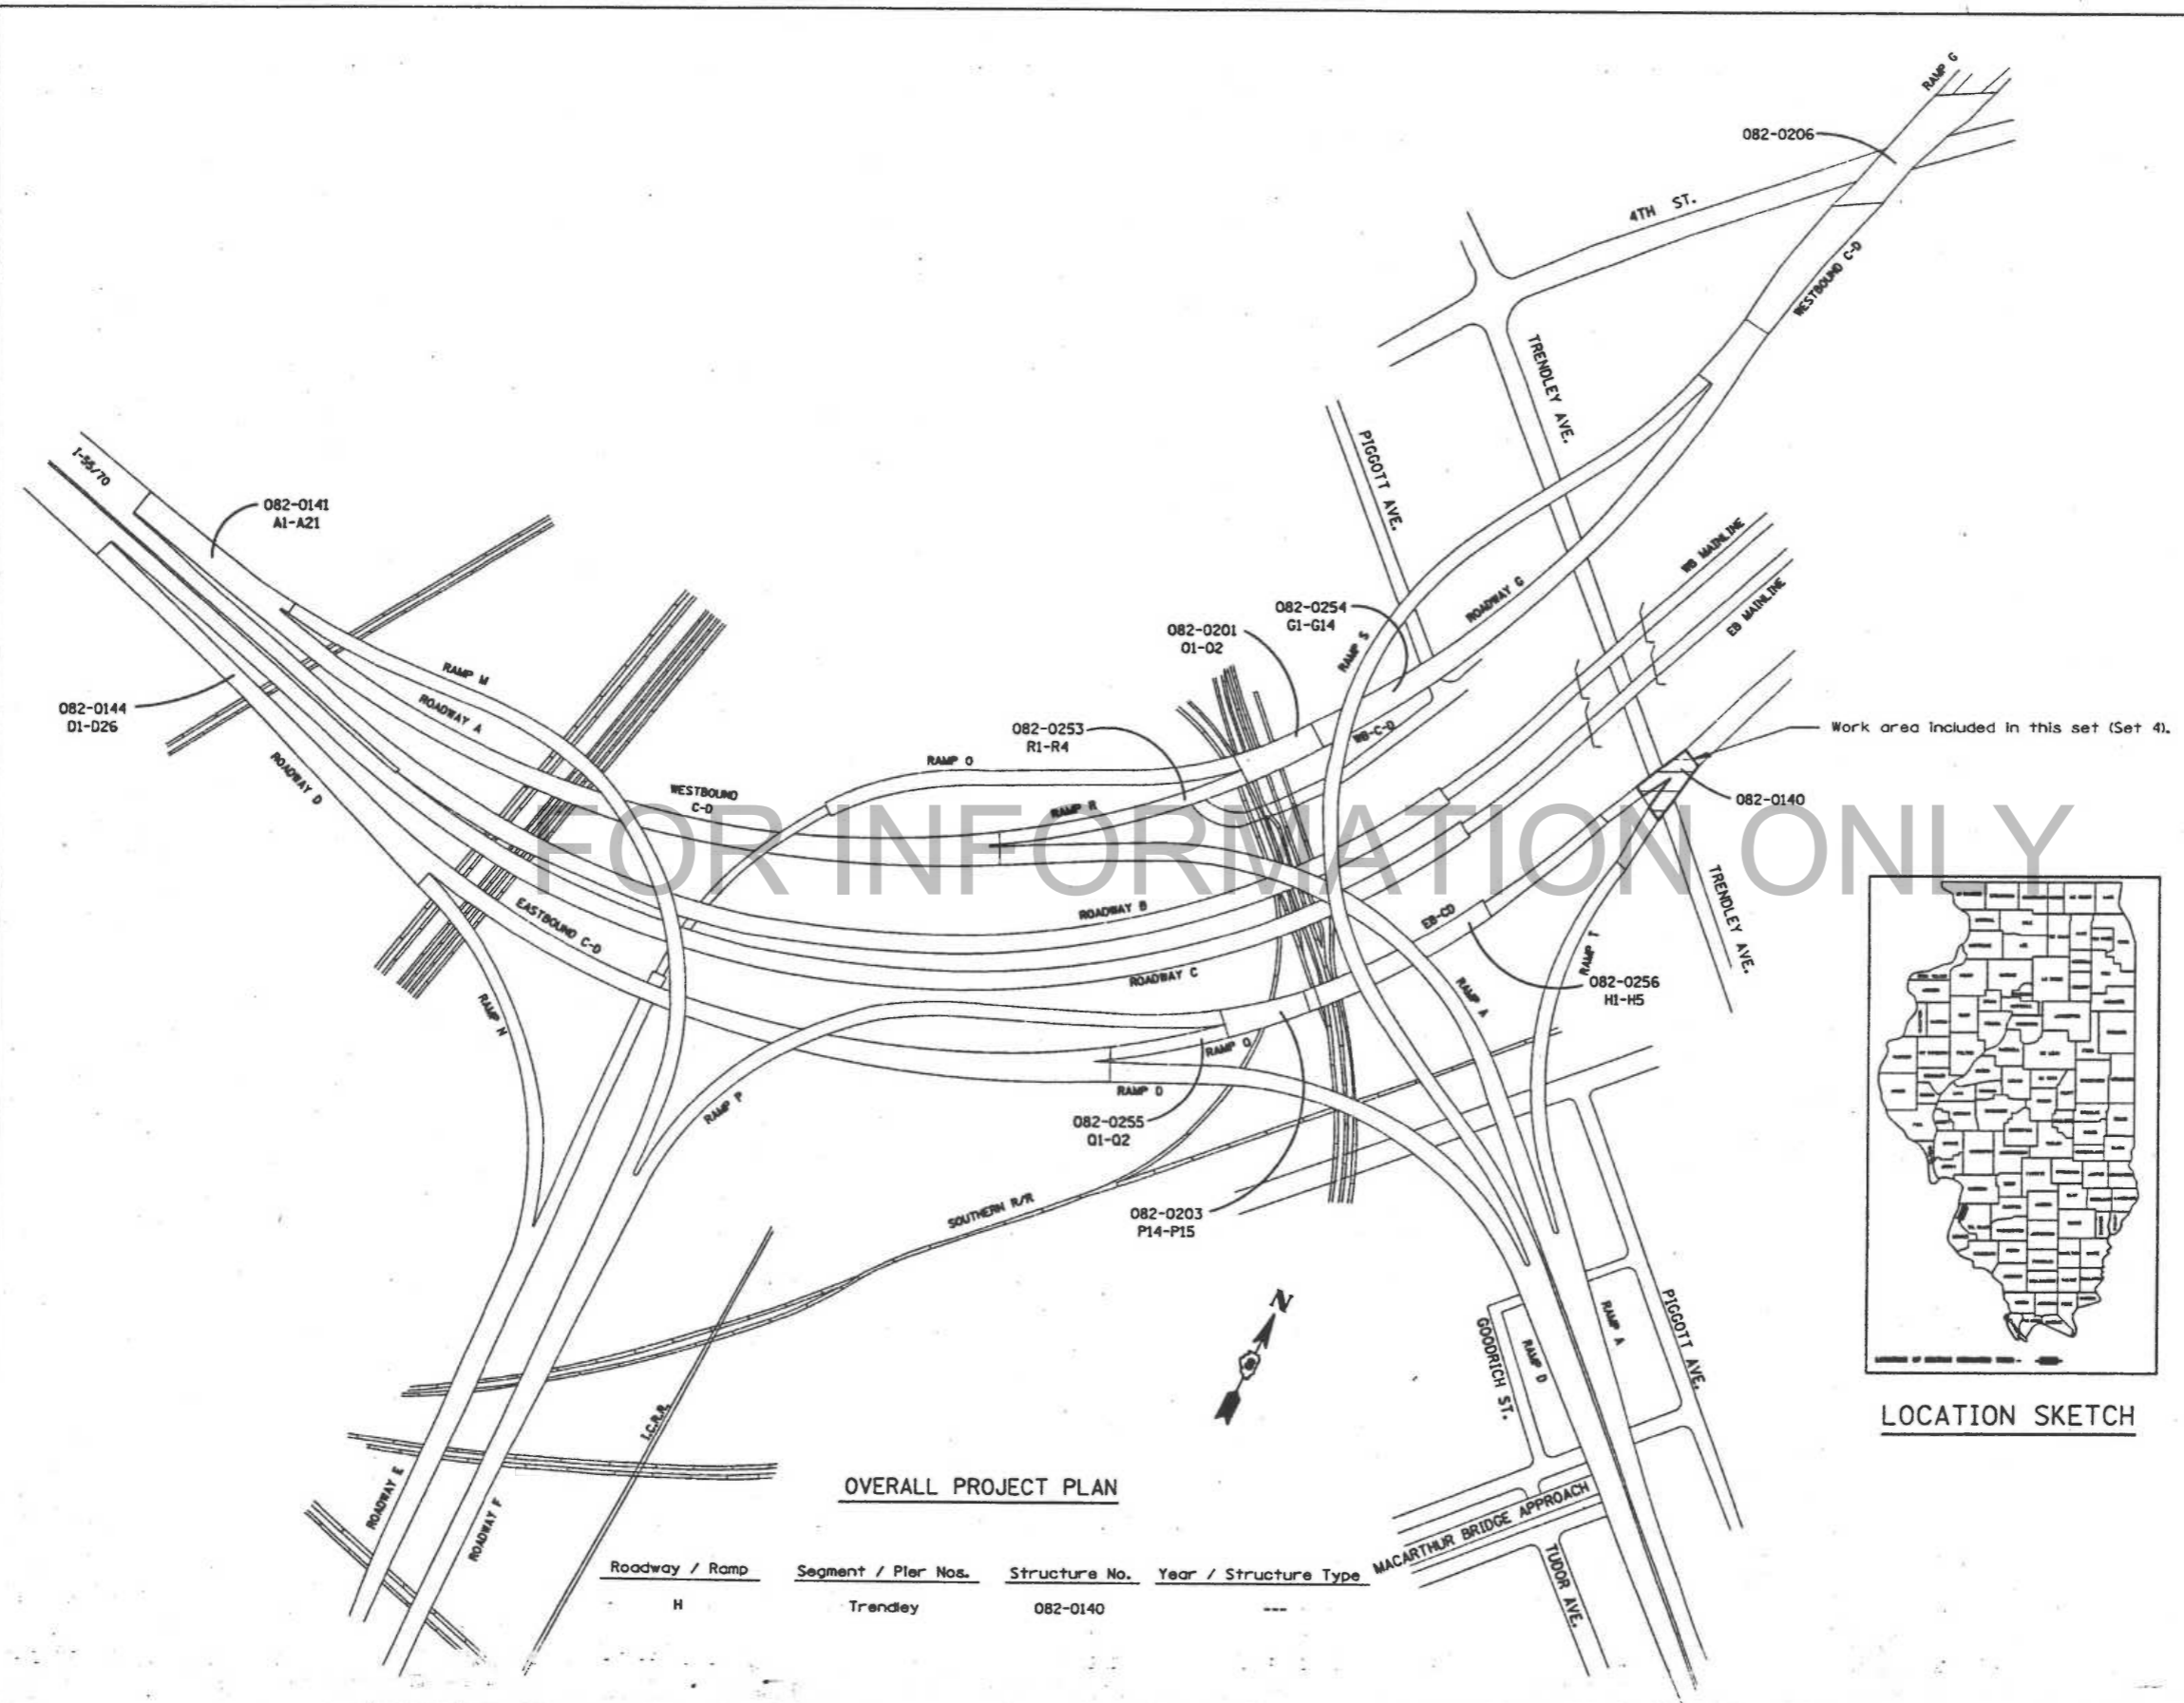 RAMP G
082-0206
4TH ST.
WESTBOUND C-D
TRENDLEY AVE.
PIGGOTT AVE.
I-55/70
082-0141
A1-A21
WB MAINLINE
EB MAINLINE
ROADWAY G
082-0254
G1-G14
082-0201
O1-O2
RAMP S
RAMP M
ROADWAY A
082-0144
D1-D26
082-0253
R1-R4
WB-C-D
Work area included in this set (Set 4).
RAMP O
ROADWAY D
WESTBOUND
C-D
RAMP R
082-0140
FOR INFORMATION ONLY
TRENDLEY AVE.
ROADWAY B
EB-CD
EASTBOUND C-D
ROADWAY C
RAMP T
082-0256
H1-H5
RAMP A
RAMP H
RAMP Q
RAMP D
RAMP P
082-0255
Q1-Q2
SOUTHERN R/R
082-0203
P14-P15
N
PIGGOTT AVE.
RAMP A
RAMP D
GOODRICH ST.
LOCATION SKETCH
I.C.R.R.
ROADWAY E
ROADWAY F
OVERALL PROJECT PLAN
MACARTHUR BRIDGE APPROACH
TUDOR AVE.
Roadway / Ramp Segment / Pier Nos. Structure No. Year / Structure Type
H Trendley 082-0140 ---